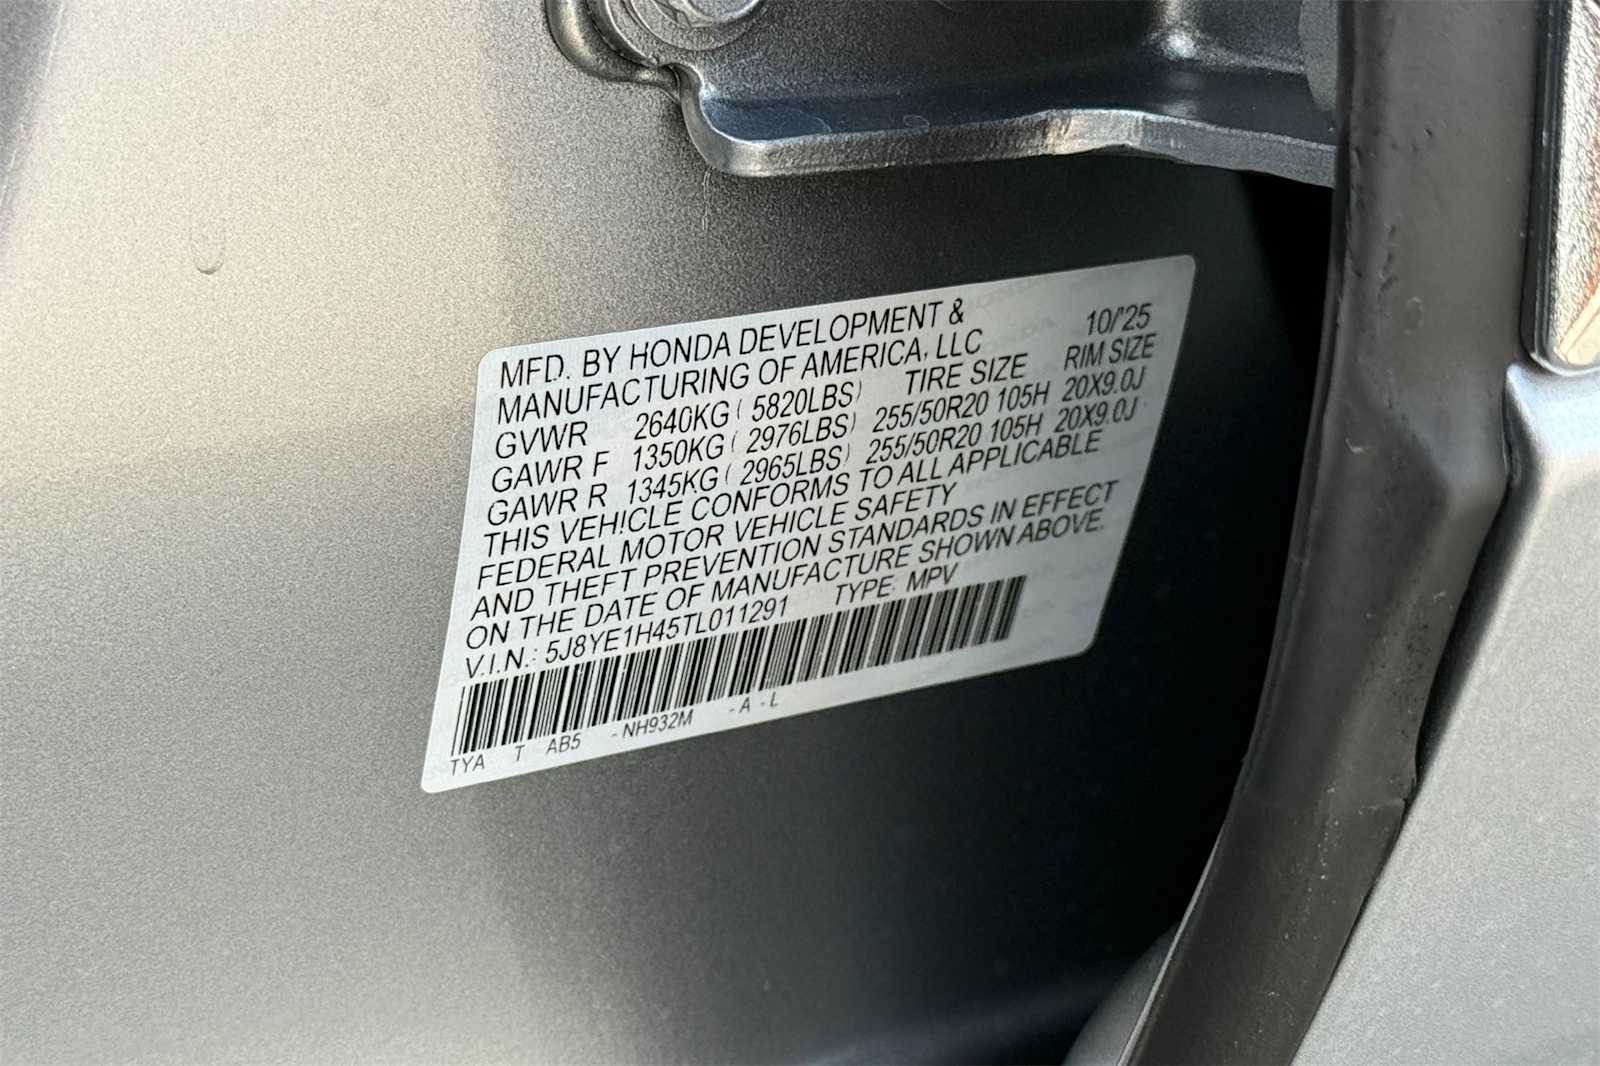 MFD. BY HONDA DEVELOPMENT & 10/'25
MANUFACTURING OF AMERICA, LLC
GVWR 2640KG ( 5820LBS) TIRE SIZE RIM SIZE
GAWR F 1350KG ( 2976LBS) 255/50R20 105H 20X9.0J
GAWR R 1345KG ( 2965LBS) 255/50R20 105H 20X9.0J
THIS VEHICLE CONFORMS TO ALL APPLICABLE
FEDERAL MOTOR VEHICLE SAFETY
AND THEFT PREVENTION STANDARDS IN EFFECT
ON THE DATE OF MANUFACTURE SHOWN ABOVE.
V.I.N.: 5J8YE1H45TL011291 TYPE: MPV
TYA T AB5 -NH932M -A -L